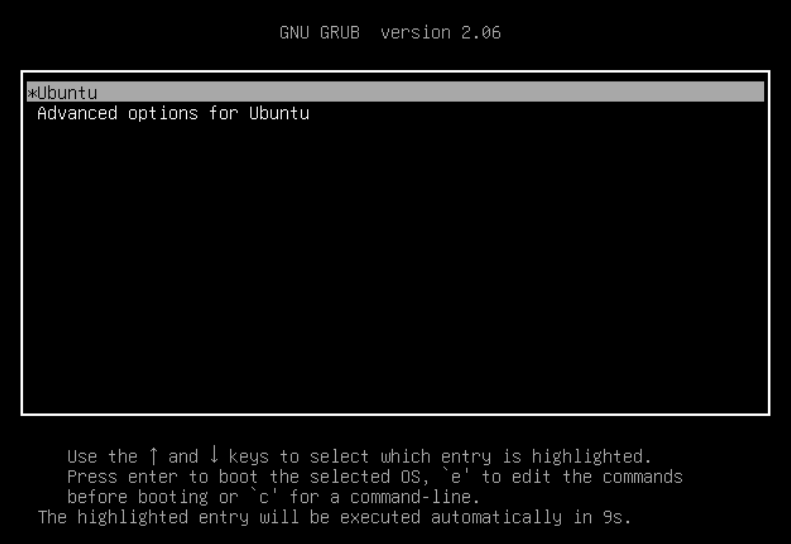 GNU GRUB  version 2.06
*Ubuntu
Advanced options for Ubuntu
Use the ↑ and ↓ keys to select which entry is highlighted.
Press enter to boot the selected OS, `e' to edit the commands
before booting or `c' for a command-line.
The highlighted entry will be executed automatically in 9s.